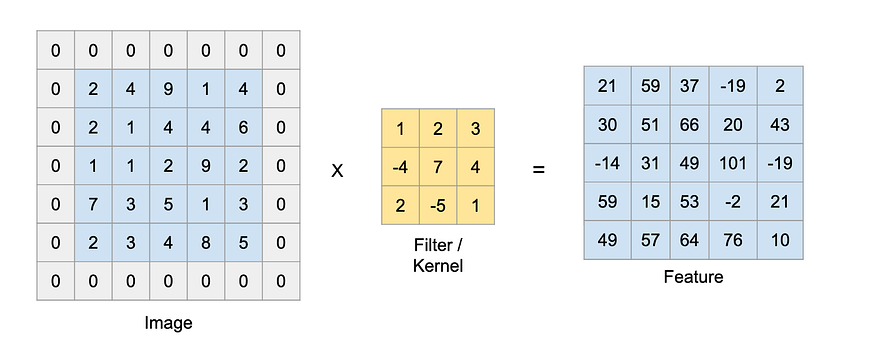 0 0 0 0 0 0 0
0 2 4 9 1 4 0
0 2 1 4 4 6 0
0 1 1 2 9 2 0
0 7 3 5 1 3 0
0 2 3 4 8 5 0
0 0 0 0 0 0 0
Image
X
1 2 3
-4 7 4
2 -5 1
Filter /
Kernel
=
21 59 37 -19 2
30 51 66 20 43
-14 31 49 101 -19
59 15 53 -2 21
49 57 64 76 10
Feature